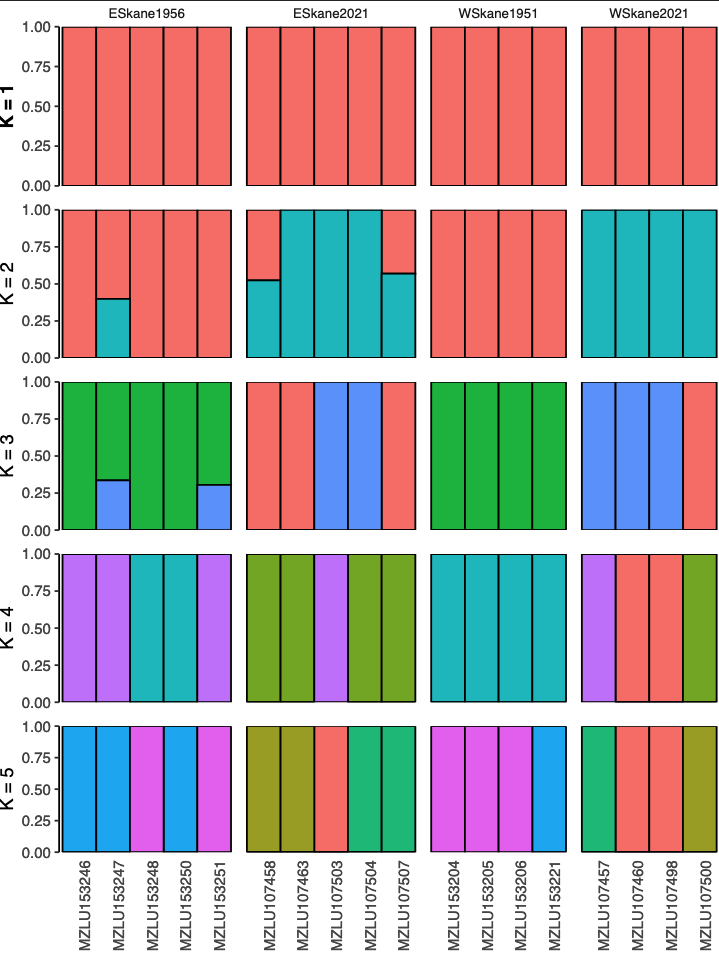 ESkane1956 ESkane2021 WSkane1951 WSkane2021
K = 1
1.00
0.75
0.50
0.25
0.00
K = 2
1.00
0.75
0.50
0.25
0.00
K = 3
1.00
0.75
0.50
0.25
0.00
K = 4
1.00
0.75
0.50
0.25
0.00
K = 5
1.00
0.75
0.50
0.25
0.00
MZLU153246
MZLU153247
MZLU153248
MZLU153250
MZLU153251
MZLU107458
MZLU107463
MZLU107503
MZLU107504
MZLU107507
MZLU153204
MZLU153205
MZLU153206
MZLU153221
MZLU107457
MZLU107460
MZLU107498
MZLU107500